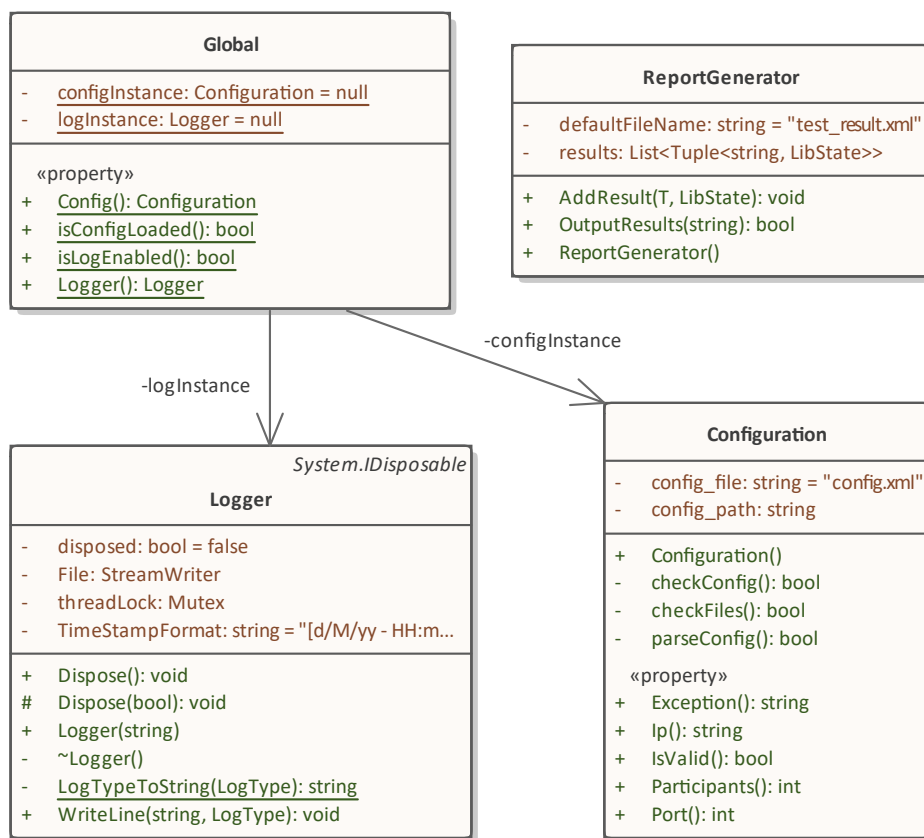 Global
- configInstance: Configuration = null
- logInstance: Logger = null
«property»
+ Config(): Configuration
+ isConfigLoaded(): bool
+ isLogEnabled(): bool
+ Logger(): Logger
ReportGenerator
- defaultFileName: string = "test_result.xml"
- results: List<Tuple<string, LibState>>
+ AddResult(T, LibState): void
+ OutputResults(string): bool
+ ReportGenerator()
-configInstance
-logInstance
System.IDisposable
Logger
- disposed: bool = false
- File: StreamWriter
- threadLock: Mutex
- TimeStampFormat: string = "[d/M/yy - HH:m...
+ Dispose(): void
# Dispose(bool): void
+ Logger(string)
- ~Logger()
- LogTypeToString(LogType): string
+ WriteLine(string, LogType): void
Configuration
- config_file: string = "config.xml"
- config_path: string
+ Configuration()
- checkConfig(): bool
- checkFiles(): bool
- parseConfig(): bool
«property»
+ Exception(): string
+ Ip(): string
+ IsValid(): bool
+ Participants(): int
+ Port(): int